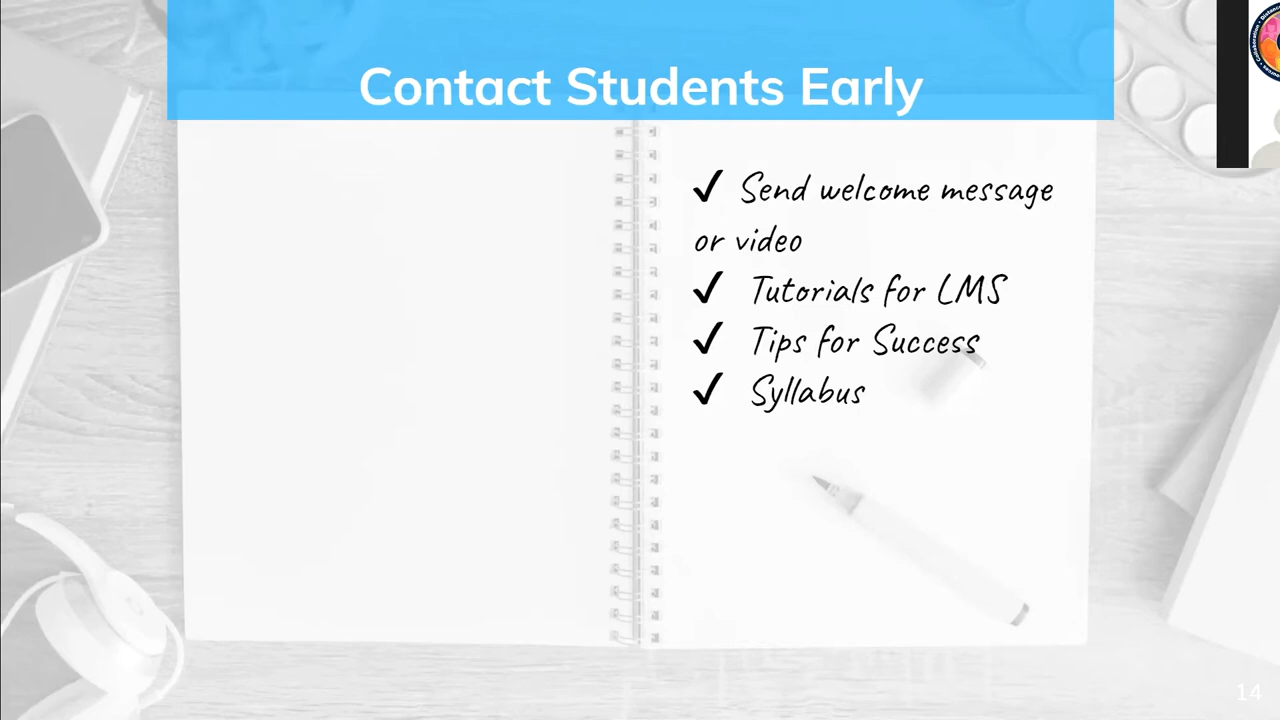 Contact Students Early
✓ Send welcome message
or video
✓ Tutorials for LMS
✓ Tips for Success
✓ Syllabus
14